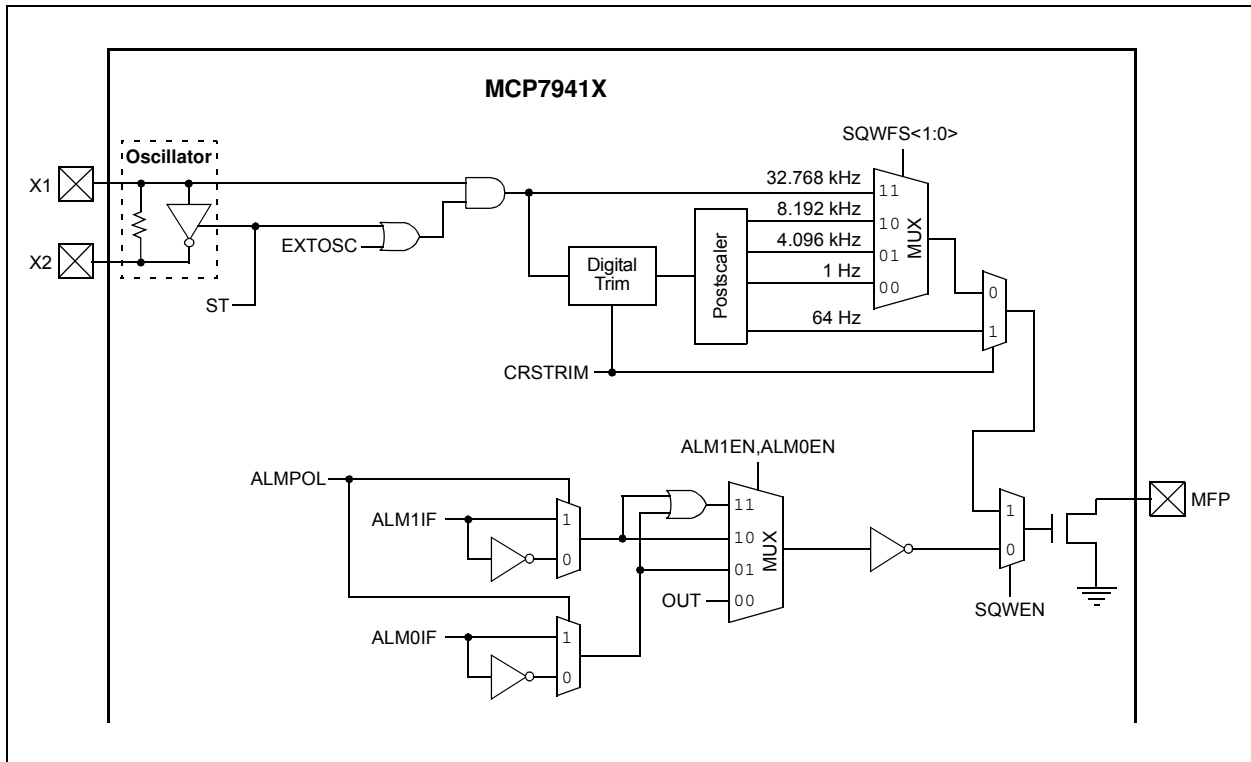 MCP7941X
SQWFS<1:0>
Oscillator
X1
X2
ST
EXTOSC
32.768 kHz
8.192 kHz
4.096 kHz
1 Hz
64 Hz
11
10
01
00
MUX
Digital
Trim
Postscaler
0
1
CRSTRIM
ALM1EN,ALM0EN
ALMPOL
ALM1IF
1
0
11
10
01
00
MUX
OUT
ALM0IF
1
0
1
0
SQWEN
MFP